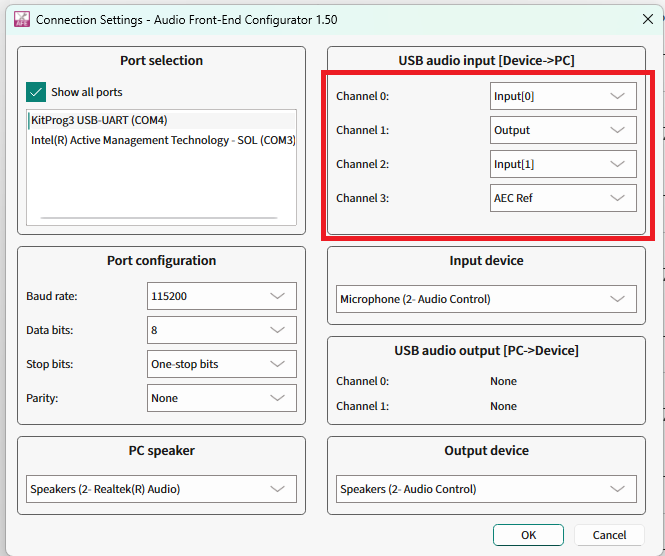 Connection Settings - Audio Front-End Configurator 1.50
Port selection
Show all ports
KitProg3 USB-UART (COM4)
Intel(R) Active Management Technology - SOL (COM3)
USB audio input [Device->PC]
Channel 0: Input[0]
Channel 1: Output
Channel 2: Input[1]
Channel 3: AEC Ref
Port configuration
Baud rate: 115200
Data bits: 8
Stop bits: One-stop bits
Parity: None
Input device
Microphone (2- Audio Control)
USB audio output [PC->Device]
Channel 0: None
Channel 1: None
PC speaker
Speakers (2- Realtek(R) Audio)
Output device
Speakers (2- Audio Control)
OK
Cancel